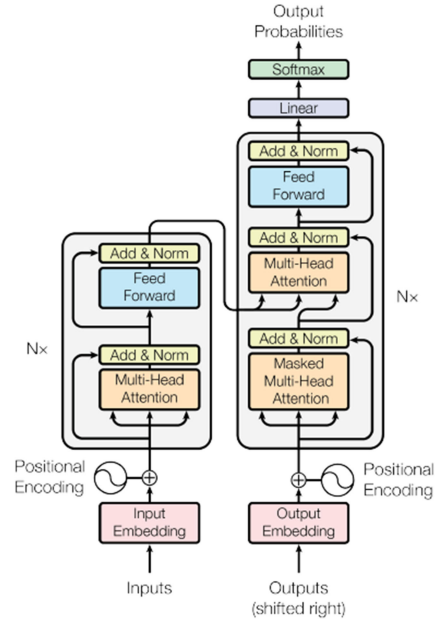 Output
Probabilities
Softmax
Linear
Add & Norm
Feed
Forward
Add & Norm
Multi-Head
Attention
Add & Norm
Masked
Multi-Head
Attention
N×
Add & Norm
Feed
Forward
Add & Norm
Multi-Head
Attention
N×
Positional
Encoding
Positional
Encoding
Input
Embedding
Output
Embedding
Inputs
Outputs
(shifted right)